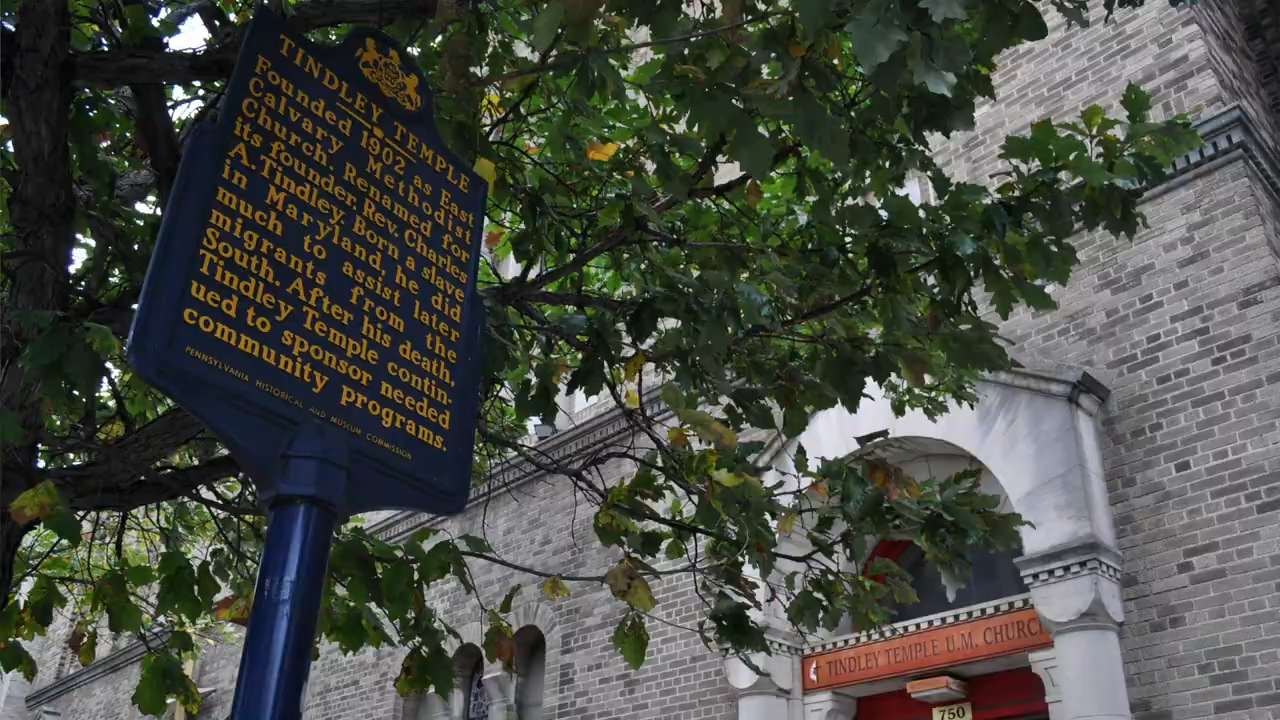 TINDLEY TEMPLE
Founded 1902 as East
Calvary Methodist
Church. Renamed for
its founder, Rev. Charles
A. Tindley. Born a slave
in Maryland, he did
much to assist later
migrants from the
South. After his death,
Tindley Temple contin-
ued to sponsor needed
community programs.
PENNSYLVANIA HISTORICAL AND MUSEUM COMMISSION
TINDLEY TEMPLE U.M. CHURCH
750